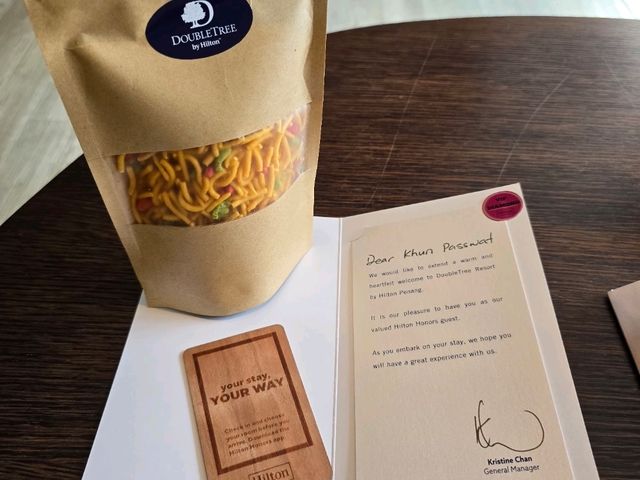 DOUBLETREE
by Hilton™
VIP
Dear Khun Passwat
We would like to extend a warm and
heartfelt welcome to DoubleTree Resort
by Hilton Penang.
It is our pleasure to have you as our
valued Hilton Honors guest.
As you embark on your stay, we hope you
will have a great experience with us.
Kristine Chan
General Manager
your stay,
YOUR WAY
Check in and choose
your room before you
arrive. Download the
Hilton Honors app.
Hilton